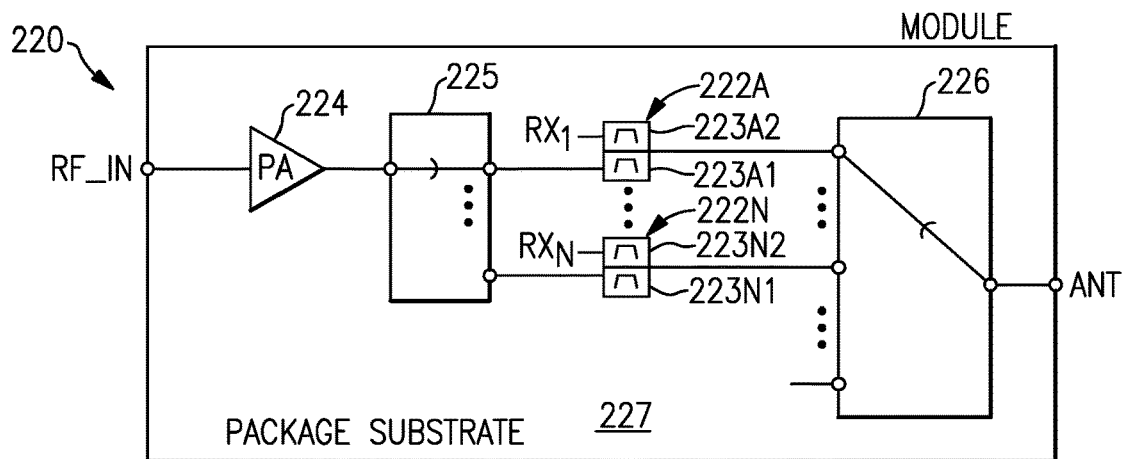 MODULE
220
224
225
222A
226
RX1
223A2
RF_IN
PA
223A1
222N
RXN
223N2
223N1
ANT
PACKAGE SUBSTRATE
227